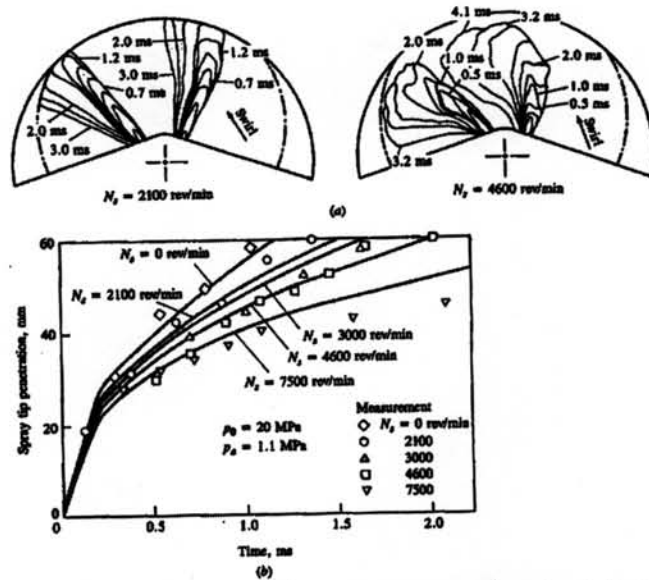 2.0 ms
1.2 ms
3.0 ms
0.7 ms
2.0 ms
3.0 ms
1.2 ms
0.7 ms
Swirl
N_s = 2100 rev/min
4.1 ms
3.2 ms
2.0 ms
1.0 ms
0.5 ms
2.0 ms
1.0 ms
0.5 ms
3.2 ms
Swirl
N_s = 4600 rev/min
(a)
60
40
20
0
Spray tip penetration, mm
N_s = 0 rev/min
N_s = 2100 rev/min
N_s = 3000 rev/min
N_s = 4600 rev/min
N_s = 7500 rev/min
p_0 = 20 MPa
p_a = 1.1 MPa
Measurement
◇ N_s = 0 rev/min
○ 2100
△ 3000
□ 4600
▽ 7500
0 0.5 1.0 1.5 2.0
Time, ms
(b)